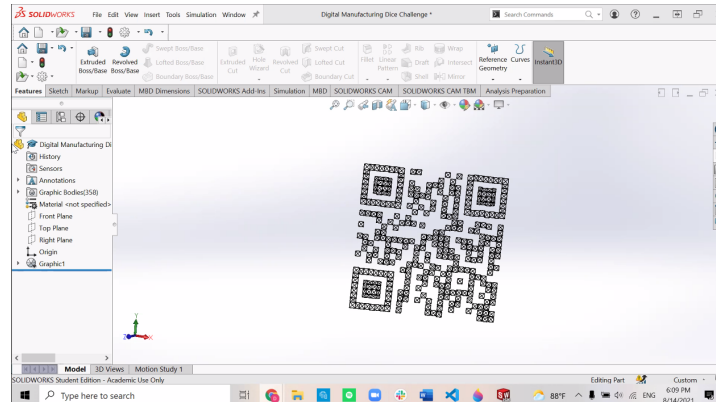 SOLIDWORKS File Edit View Insert Tools Simulation Window Digital Manufacturing Dice Challenge * Search Commands
Extruded Boss/Base Revolved Boss/Base Swept Boss/Base Lofted Boss/Base Boundary Boss/Base Extruded Cut Hole Wizard Revolved Cut Swept Cut Lofted Cut Boundary Cut Fillet Linear Pattern Rib Draft Shell Wrap Intersect Mirror Reference Geometry Curves Instant3D
Features Sketch Markup Evaluate MBD Dimensions SOLIDWORKS Add-Ins Simulation MBD SOLIDWORKS CAM SOLIDWORKS CAM TBM Analysis Preparation
Digital Manufacturing Di
History
Sensors
Annotations
Graphic Bodies(358)
Material <not specified>
Front Plane
Top Plane
Right Plane
Origin
Graphic1
Y
Z X
Model 3D Views Motion Study 1
SOLIDWORKS Student Edition - Academic Use Only Editing Part Custom
Type here to search 88°F ENG 6:09 PM
8/14/2021